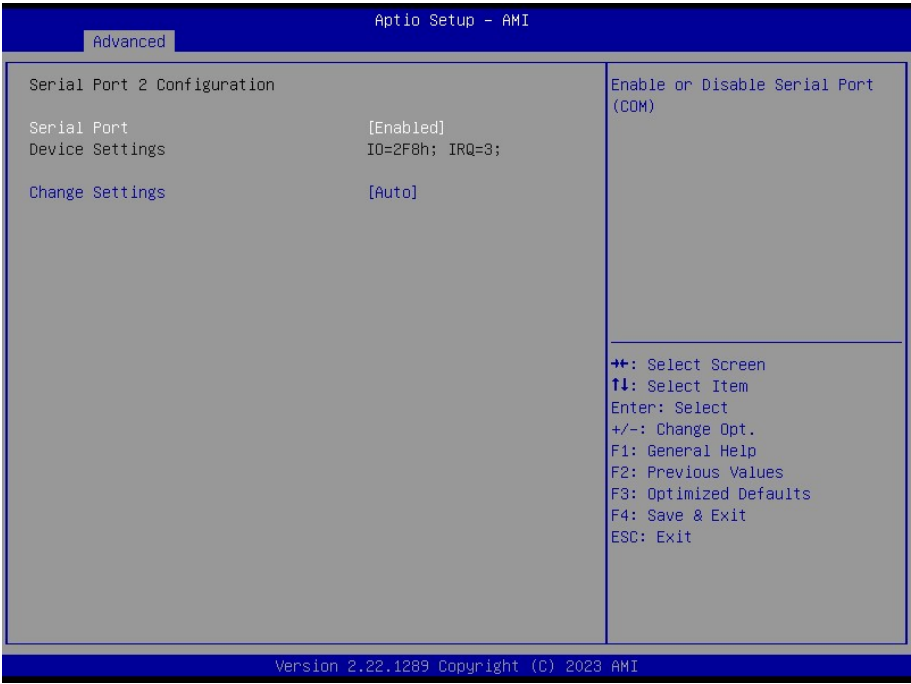 Aptio Setup – AMI
Advanced
Serial Port 2 Configuration
Serial Port [Enabled]
Device Settings IO=2F8h; IRQ=3;
Change Settings [Auto]
Enable or Disable Serial Port
(COM)
→←: Select Screen
↑↓: Select Item
Enter: Select
+/-: Change Opt.
F1: General Help
F2: Previous Values
F3: Optimized Defaults
F4: Save & Exit
ESC: Exit
Version 2.22.1289 Copyright (C) 2023 AMI